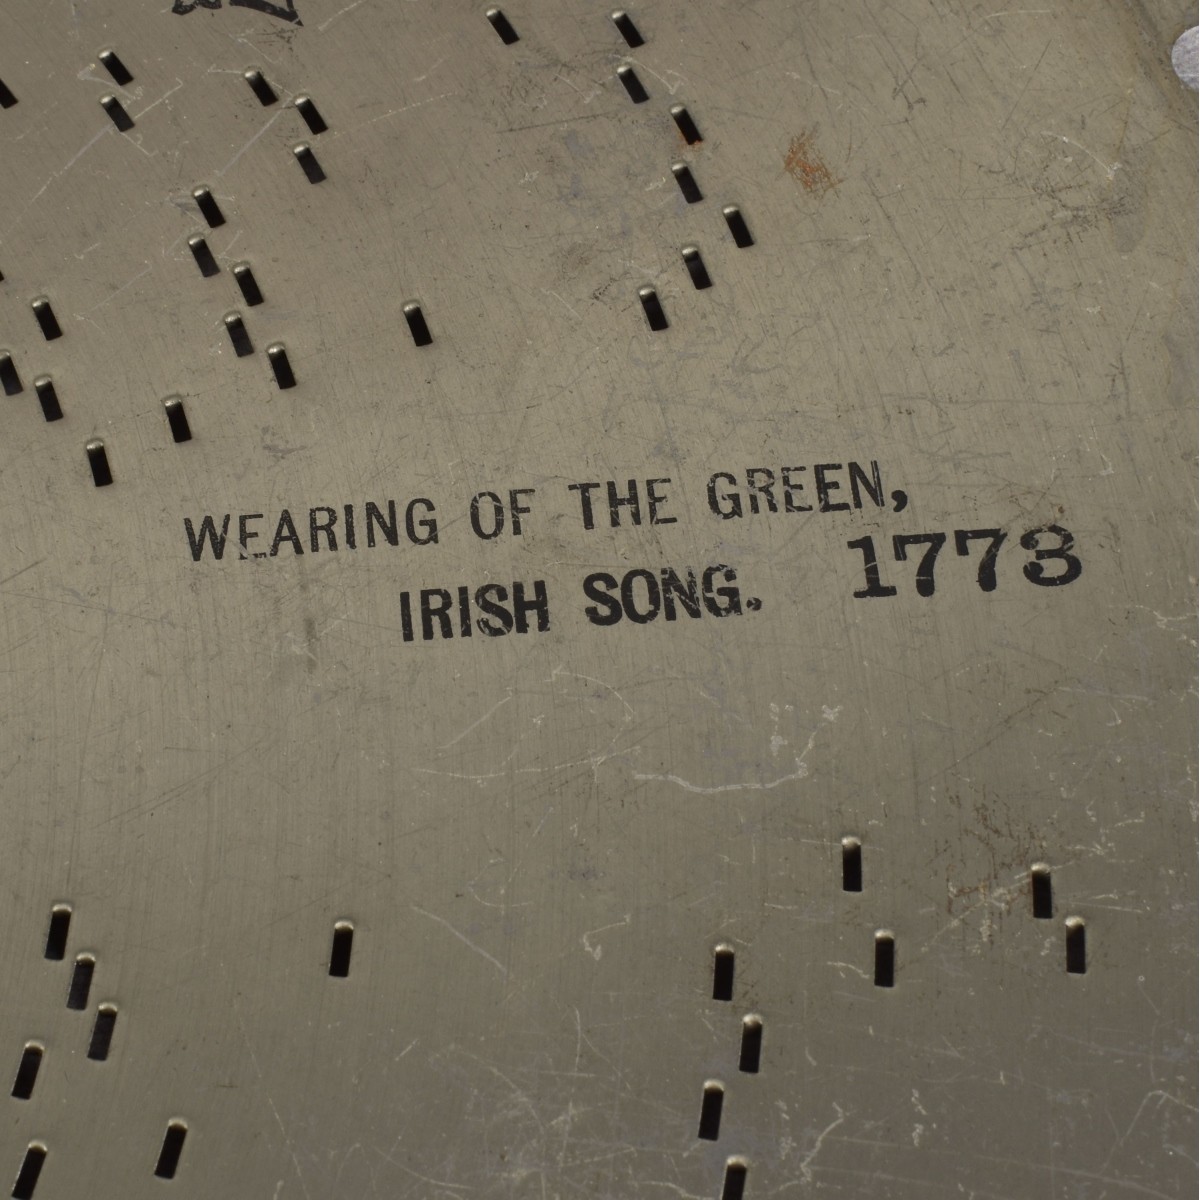 WEARING OF THE GREEN,
IRISH SONG. 1773